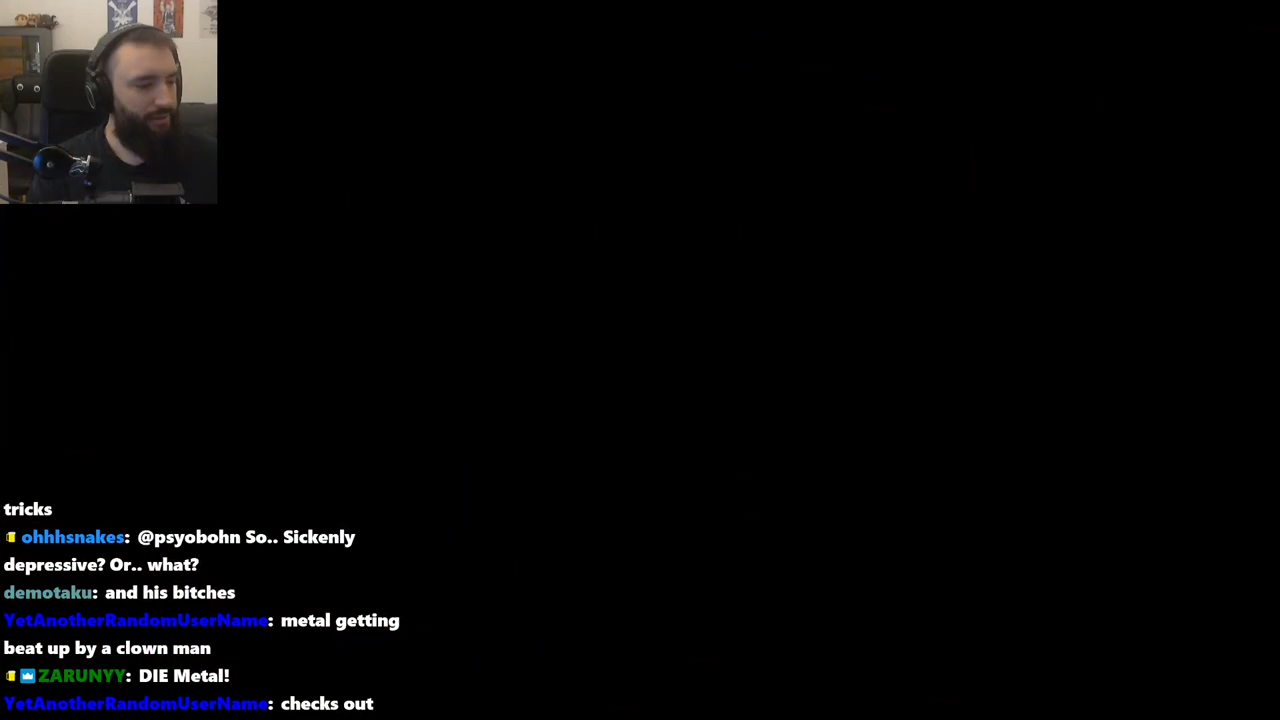 tricks
ohhhsnakes: @psyobohn So.. Sickenly
depressive? Or.. what?
demotaku: and his bitches
YetAnotherRandomUserName: metal getting
beat up by a clown man
ZARUNYY: DIE Metal!
YetAnotherRandomUserName: checks out